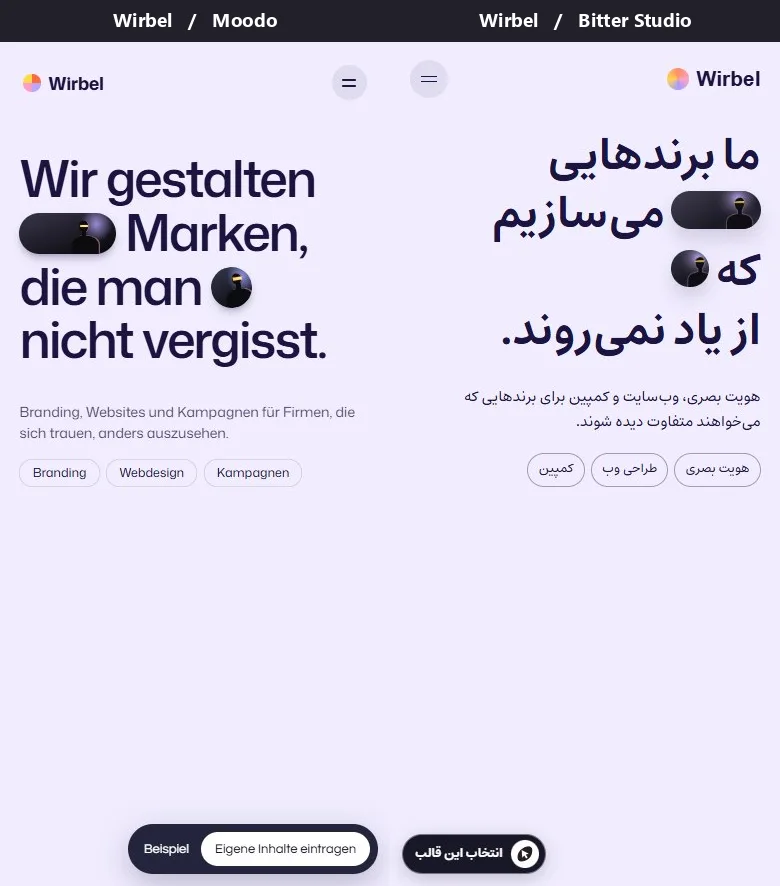 Wirbel / Moodo
Wirbel
Wir gestalten
Marken,
die man
nicht vergisst.
Branding, Websites und Kampagnen für Firmen, die
sich trauen, anders auszusehen.
Branding
Webdesign
Kampagnen
Beispiel
Eigene Inhalte eintragen
Wirbel / Bitter Studio
Wirbel
ما برندهایی
می‌سازیم
که
از یاد نمی‌روند.
هویت بصری، وب‌سایت و کمپین برای برندهایی که
می‌خواهند متفاوت دیده شوند.
هویت بصری
طراحی وب
کمپین
انتخاب این قالب